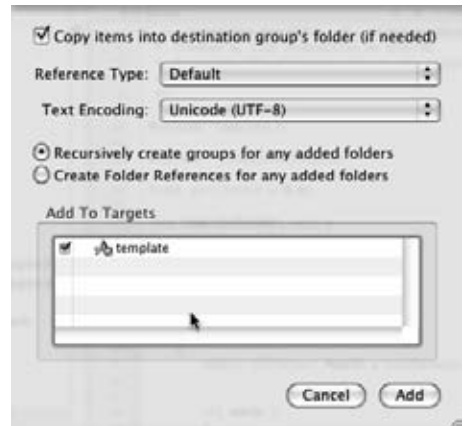 Copy items into destination group's folder (if needed)
Reference Type: Default
Text Encoding: Unicode (UTF-8)
Recursively create groups for any added folders
Create Folder References for any added folders
Add To Targets
template
Cancel Add